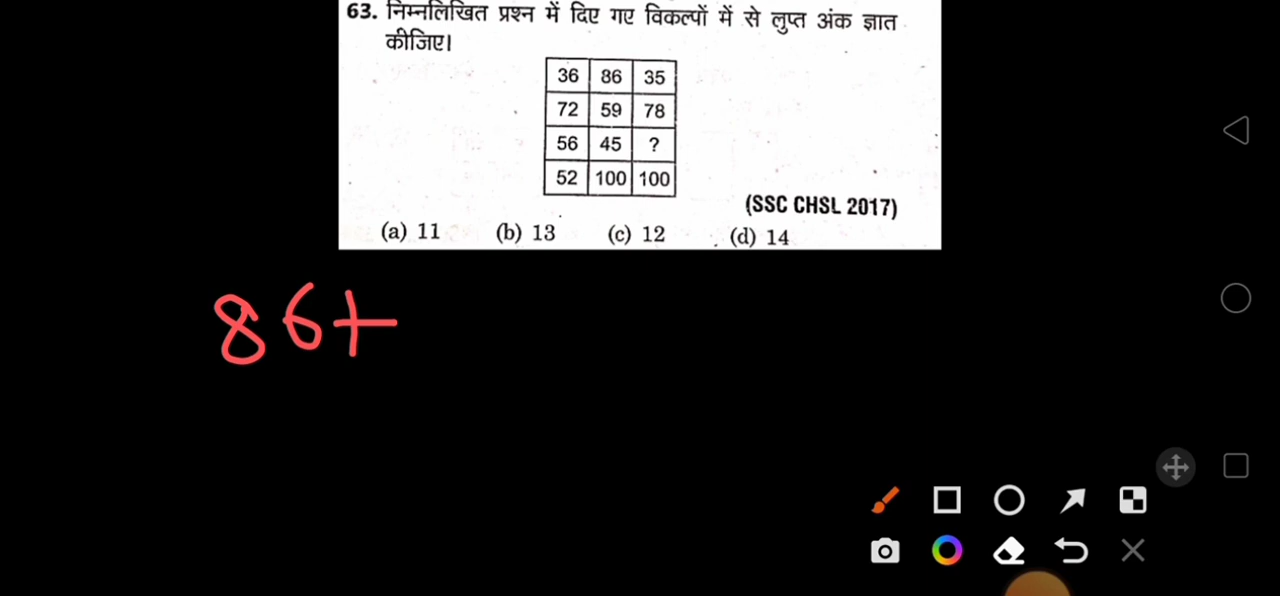 63. निम्नलिखित प्रश्न में दिए गए विकल्पों में से लुप्त अंक ज्ञात
कीजिए।
36 86 35
72 59 78
56 45 ?
52 100 100
(SSC CHSL 2017)
(a) 11 (b) 13 (c) 12 (d) 14
86+